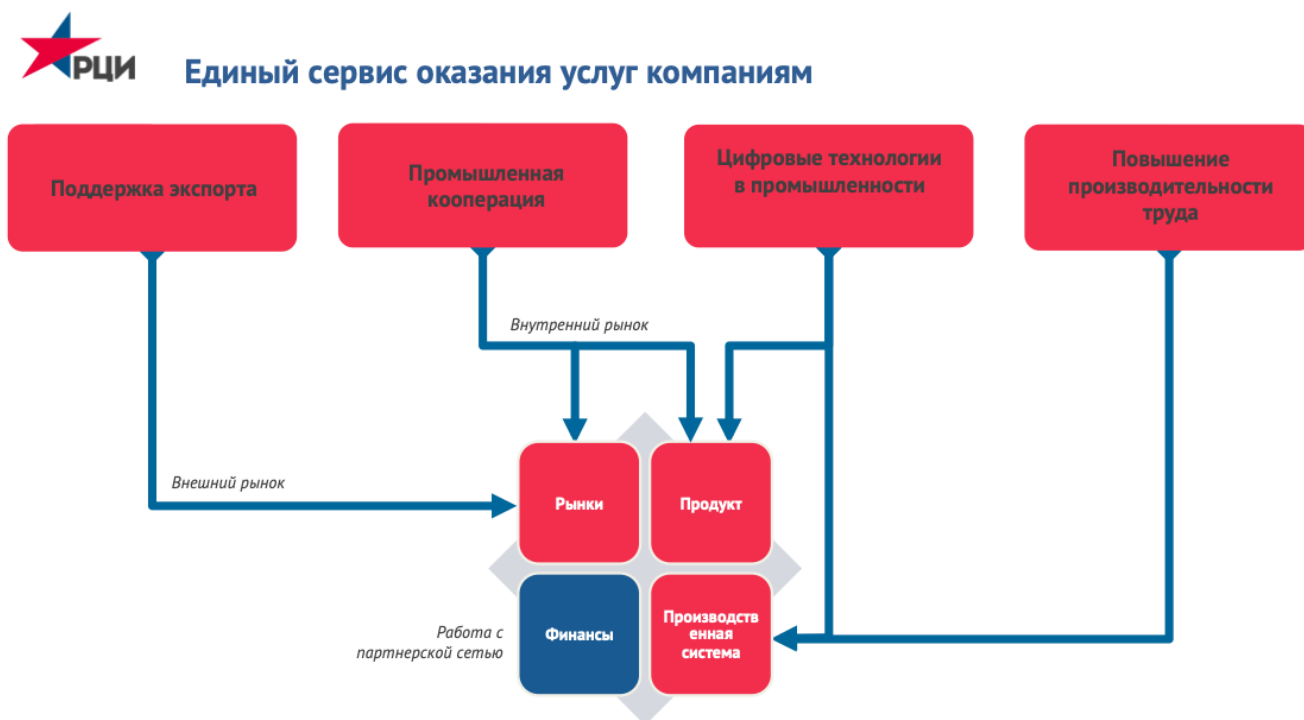 РЦИ
Единый сервис оказания услуг компаниям
Поддержка экспорта
Промышленная
кооперация
Цифровые технологии
в промышленности
Повышение
производительности
труда
Внутренний рынок
Внешний рынок
Рынки
Продукт
Работа с
партнерской сетью
Финансы
Производств
енная
система